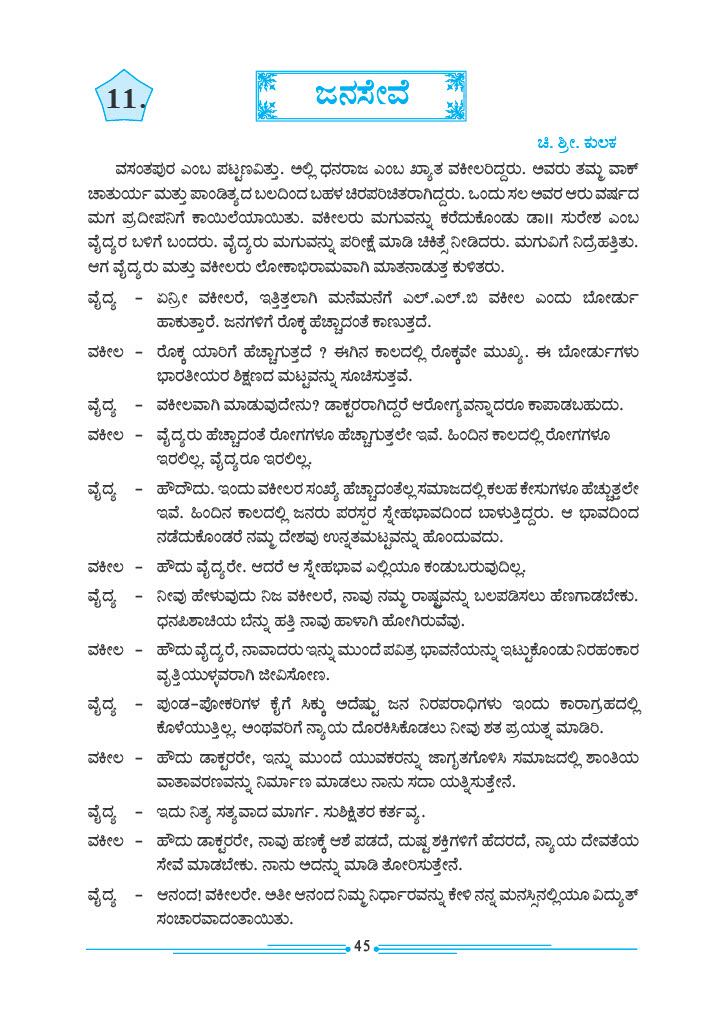 11.
ಜನಸೇವೆ
ಚಿ. ಶ್ರೀ. ಕುಲಕ
ವಸಂತಪುರ ಎಂಬ ಪಟ್ಟಣವಿತ್ತು. ಅಲ್ಲಿ ಧನರಾಜ ಎಂಬ ಖ್ಯಾತ ವಕೀಲರಿದ್ದರು. ಅವರು ತಮ್ಮ ವಾಕ್
ಚಾತುರ್ಯ ಮತ್ತು ಪಾಂಡಿತ್ಯದ ಬಲದಿಂದ ಬಹಳ ಚಿರಪರಿಚಿತರಾಗಿದ್ದರು. ಒಂದು ಸಲ ಅವರ ಆರು ವರ್ಷದ
ಮಗ ಪ್ರದೀಪನಿಗೆ ಕಾಯಿಲೆಯಾಯಿತು. ವಕೀಲರು ಮಗುವನ್ನು ಕರೆದುಕೊಂಡು ಡಾ॥ ಸುರೇಶ ಎಂಬ
ವೈದ್ಯರ ಬಳಿಗೆ ಬಂದರು. ವೈದ್ಯರು ಮಗುವನ್ನು ಪರೀಕ್ಷೆ ಮಾಡಿ ಚಿಕಿತ್ಸೆ ನೀಡಿದರು. ಮಗುವಿಗೆ ನಿದ್ರೆಹತ್ತಿತು.
ಆಗ ವೈದ್ಯರು ಮತ್ತು ವಕೀಲರು ಲೋಕಾಭಿರಾಮವಾಗಿ ಮಾತನಾಡುತ್ತ ಕುಳಿತರು.
ವೈದ್ಯ – ಏನ್ರೀ ವಕೀಲರೆ, ಇತ್ತಿತ್ತಲಾಗಿ ಮನೆಮನೆಗೆ ಎಲ್.ಎಲ್.ಬಿ ವಕೀಲ ಎಂದು ಬೋರ್ಡು
ಹಾಕುತ್ತಾರೆ. ಜನಗಳಿಗೆ ರೊಕ್ಕ ಹೆಚ್ಚಾದಂತೆ ಕಾಣುತ್ತದೆ.
ವಕೀಲ – ರೊಕ್ಕ ಯಾರಿಗೆ ಹೆಚ್ಚಾಗುತ್ತದೆ ? ಈಗಿನ ಕಾಲದಲ್ಲಿ ರೊಕ್ಕವೇ ಮುಖ್ಯ. ಈ ಬೋರ್ಡುಗಳು
ಭಾರತೀಯರ ಶಿಕ್ಷಣದ ಮಟ್ಟವನ್ನು ಸೂಚಿಸುತ್ತವೆ.
ವೈದ್ಯ – ವಕೀಲವಾಗಿ ಮಾಡುವುದೇನು? ಡಾಕ್ಟರರಾಗಿದ್ದರೆ ಆರೋಗ್ಯವನ್ನಾದರೂ ಕಾಪಾಡಬಹುದು.
ವಕೀಲ – ವೈದ್ಯರು ಹೆಚ್ಚಾದಂತೆ ರೋಗಗಳೂ ಹೆಚ್ಚಾಗುತ್ತಲೇ ಇವೆ. ಹಿಂದಿನ ಕಾಲದಲ್ಲಿ ರೋಗಗಳೂ
ಇರಲಿಲ್ಲ. ವೈದ್ಯರೂ ಇರಲಿಲ್ಲ.
ವೈದ್ಯ – ಹೌದೌದು. ಇಂದು ವಕೀಲರ ಸಂಖ್ಯೆ ಹೆಚ್ಚಾದಂತೆಲ್ಲ ಸಮಾಜದಲ್ಲಿ ಕಲಹ ಕೇಸುಗಳೂ ಹೆಚ್ಚುತ್ತಲೇ
ಇವೆ. ಹಿಂದಿನ ಕಾಲದಲ್ಲಿ ಜನರು ಪರಸ್ಪರ ಸ್ನೇಹಭಾವದಿಂದ ಬಾಳುತ್ತಿದ್ದರು. ಆ ಭಾವದಿಂದ
ನಡೆದುಕೊಂಡರೆ ನಮ್ಮ ದೇಶವು ಉನ್ನತಮಟ್ಟವನ್ನು ಹೊಂದುವದು.
ವಕೀಲ – ಹೌದು ವೈದ್ಯರೇ. ಆದರೆ ಆ ಸ್ನೇಹಭಾವ ಎಲ್ಲಿಯೂ ಕಂಡುಬರುವುದಿಲ್ಲ.
ವೈದ್ಯ – ನೀವು ಹೇಳುವುದು ನಿಜ ವಕೀಲರೆ, ನಾವು ನಮ್ಮ ರಾಷ್ಟ್ರವನ್ನು ಬಲಪಡಿಸಲು ಹೆಣಗಾಡಬೇಕು.
ಧನಪಿಶಾಚಿಯ ಬೆನ್ನು ಹತ್ತಿ ನಾವು ಹಾಳಾಗಿ ಹೋಗಿರುವೆವು.
ವಕೀಲ – ಹೌದು ವೈದ್ಯರೆ, ನಾವಾದರು ಇನ್ನು ಮುಂದೆ ಪವಿತ್ರ ಭಾವನೆಯನ್ನು ಇಟ್ಟುಕೊಂಡು ನಿರಹಂಕಾರ
ವೃತ್ತಿಯುಳ್ಳವರಾಗಿ ಜೀವಿಸೋಣ.
ವೈದ್ಯ – ಪುಂಡ-ಪೋಕರಿಗಳ ಕೈಗೆ ಸಿಕ್ಕು ಅದೆಷ್ಟು ಜನ ನಿರಪರಾಧಿಗಳು ಇಂದು ಕಾರಾಗ್ರಹದಲ್ಲಿ
ಕೊಳೆಯುತ್ತಿಲ್ಲ. ಅಂಥವರಿಗೆ ನ್ಯಾಯ ದೊರಕಿಸಿಕೊಡಲು ನೀವು ಶತ ಪ್ರಯತ್ನ ಮಾಡಿರಿ.
ವಕೀಲ – ಹೌದು ಡಾಕ್ಟರರೇ, ಇನ್ನು ಮುಂದೆ ಯುವಕರನ್ನು ಜಾಗೃತಗೊಳಿಸಿ ಸಮಾಜದಲ್ಲಿ ಶಾಂತಿಯ
ವಾತಾವರಣವನ್ನು ನಿರ್ಮಾಣ ಮಾಡಲು ನಾನು ಸದಾ ಯತ್ನಿಸುತ್ತೇನೆ.
ವೈದ್ಯ – ಇದು ನಿತ್ಯ ಸತ್ಯವಾದ ಮಾರ್ಗ. ಸುಶಿಕ್ಷಿತರ ಕರ್ತವ್ಯ.
ವಕೀಲ – ಹೌದು ಡಾಕ್ಟರರೇ, ನಾವು ಹಣಕ್ಕೆ ಆಶೆ ಪಡದೆ, ದುಷ್ಟಶಕ್ತಿಗಳಿಗೆ ಹೆದರದೆ, ನ್ಯಾಯ ದೇವತೆಯ
ಸೇವೆ ಮಾಡಬೇಕು. ನಾನು ಅದನ್ನು ಮಾಡಿ ತೋರಿಸುತ್ತೇನೆ.
ವೈದ್ಯ – ಆನಂದ! ವಕೀಲರೇ. ಅತೀ ಆನಂದ ನಿಮ್ಮ ನಿರ್ಧಾರವನ್ನು ಕೇಳಿ ನನ್ನ ಮನಸ್ಸಿನಲ್ಲಿಯೂ ವಿದ್ಯುತ್
ಸಂಚಾರವಾದಂತಾಯಿತು.
45